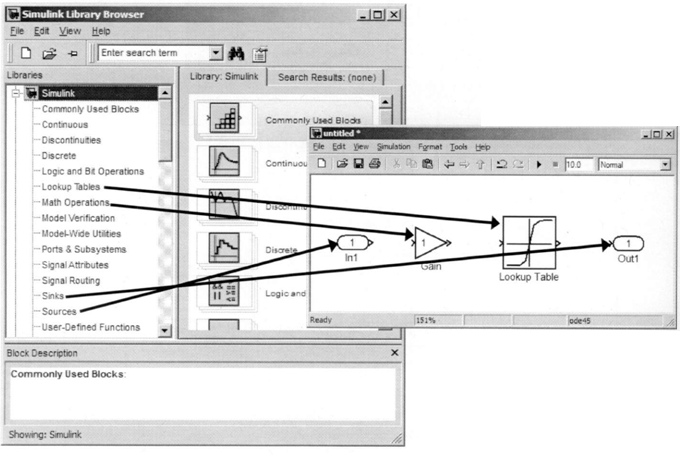 Simulink Library Browser
File Edit View Help
Enter search term
Libraries
Library: Simulink
Search Results: (none)
Simulink
Commonly Used Blocks
Continuous
Discontinuities
Discrete
Logic and Bit Operations
Lookup Tables
Math Operations
Model Verification
Model-Wide Utilities
Ports & Subsystems
Signal Attributes
Signal Routing
Sinks
Sources
User-Defined Functions
Commonly Used Blocks
Continuou
Discontin
Discrete
Logic and
Block Description
Commonly Used Blocks:
Showing: Simulink
untitled *
File Edit View Simulation Format Tools Help
10.0
Normal
1
In1
1
Gain
Lookup Table
1
Out1
Ready
151%
ode45